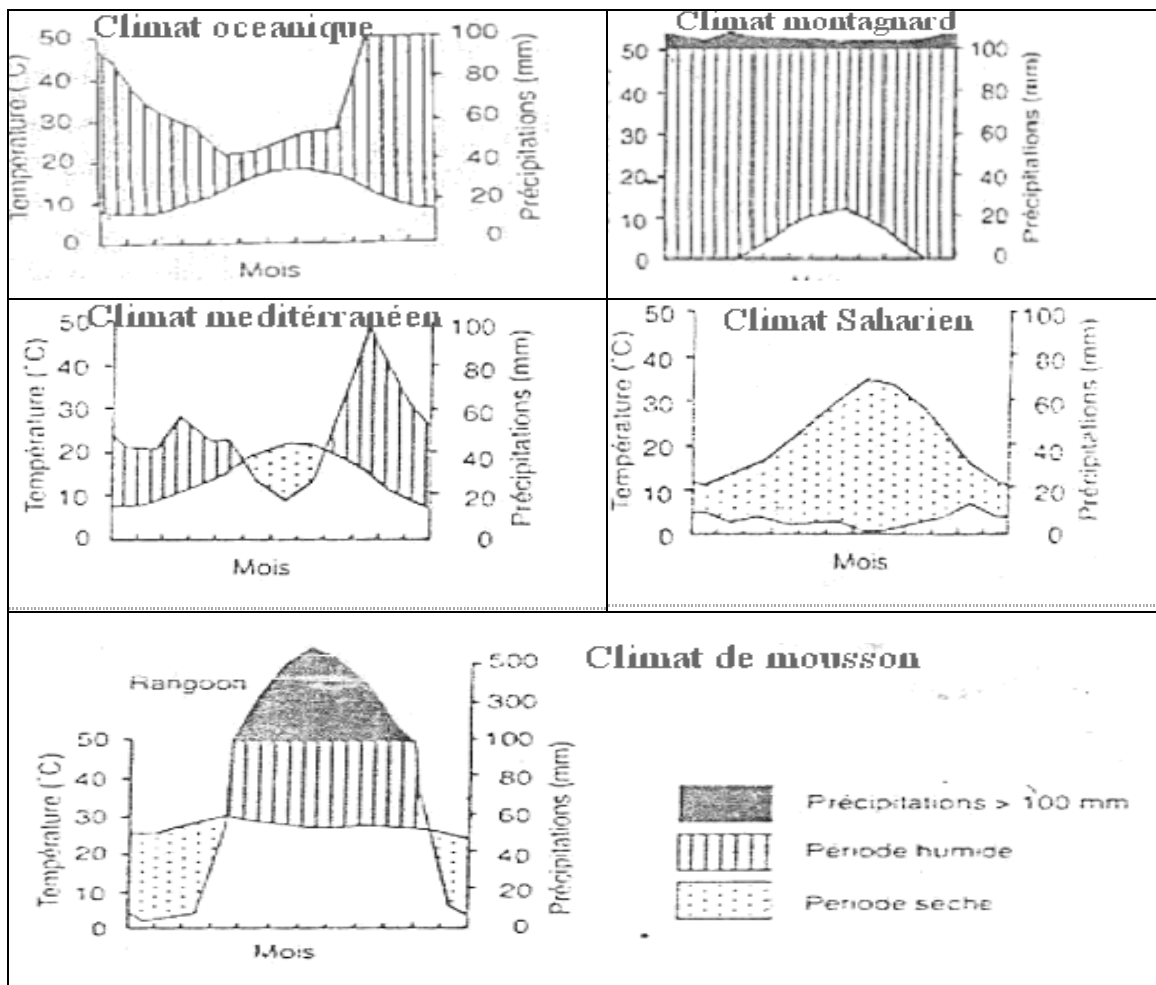 Climat oceanique
Température (°C)
50
40
30
20
10
0
100
80
60
40
20
0
Précipitations (mm)
Mois
Climat montagnard
Température (°C)
50
40
30
20
10
0
100
80
60
40
20
0
Précipitations (mm)
Climat meditérranéen
Température (°C)
50
40
30
20
10
0
100
80
60
40
20
0
Précipitations (mm)
Mois
Climat Saharien
Température (°C)
50
40
30
20
10
0
100
80
60
40
20
0
Précipitations (mm)
Mois
Climat de mousson
Rangoon
Température (°C)
50
40
30
20
10
0
500
300
100
80
60
40
20
0
Précipitations (mm)
Mois
Précipitations > 100 mm
Période humide
Période sèche